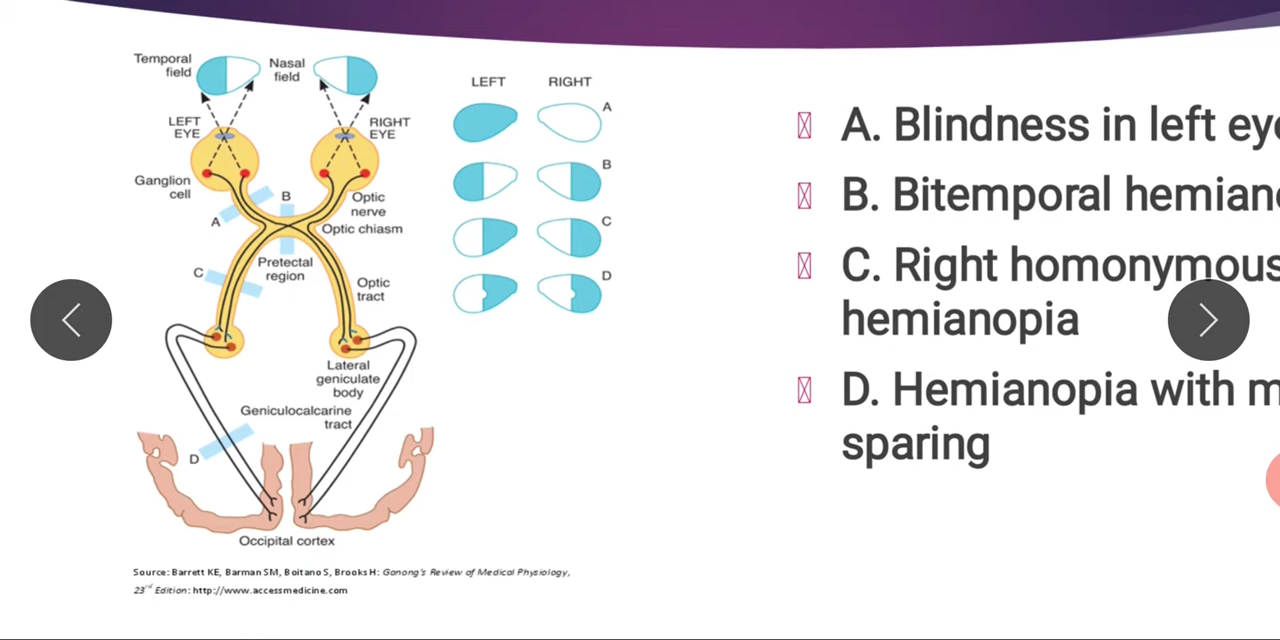 Temporal
field
Nasal
field
LEFT
EYE
RIGHT
EYE
Ganglion
cell
A
B
Optic
nerve
Optic chiasm
Pretectal
region
C
Optic
tract
Lateral
geniculate
body
Geniculocalcarine
tract
D
Occipital cortex
LEFT RIGHT
A
B
C
D
Source: Barrett KE, Barman SM, Boitano S, Brooks H: Ganong's Review of Medical Physiology,
23rd Edition: http://www.accessmedicine.com
A. Blindness in left
B. Bitemporal
C. Right homonymous
hemianopia
D. Hemianopia with
sparing